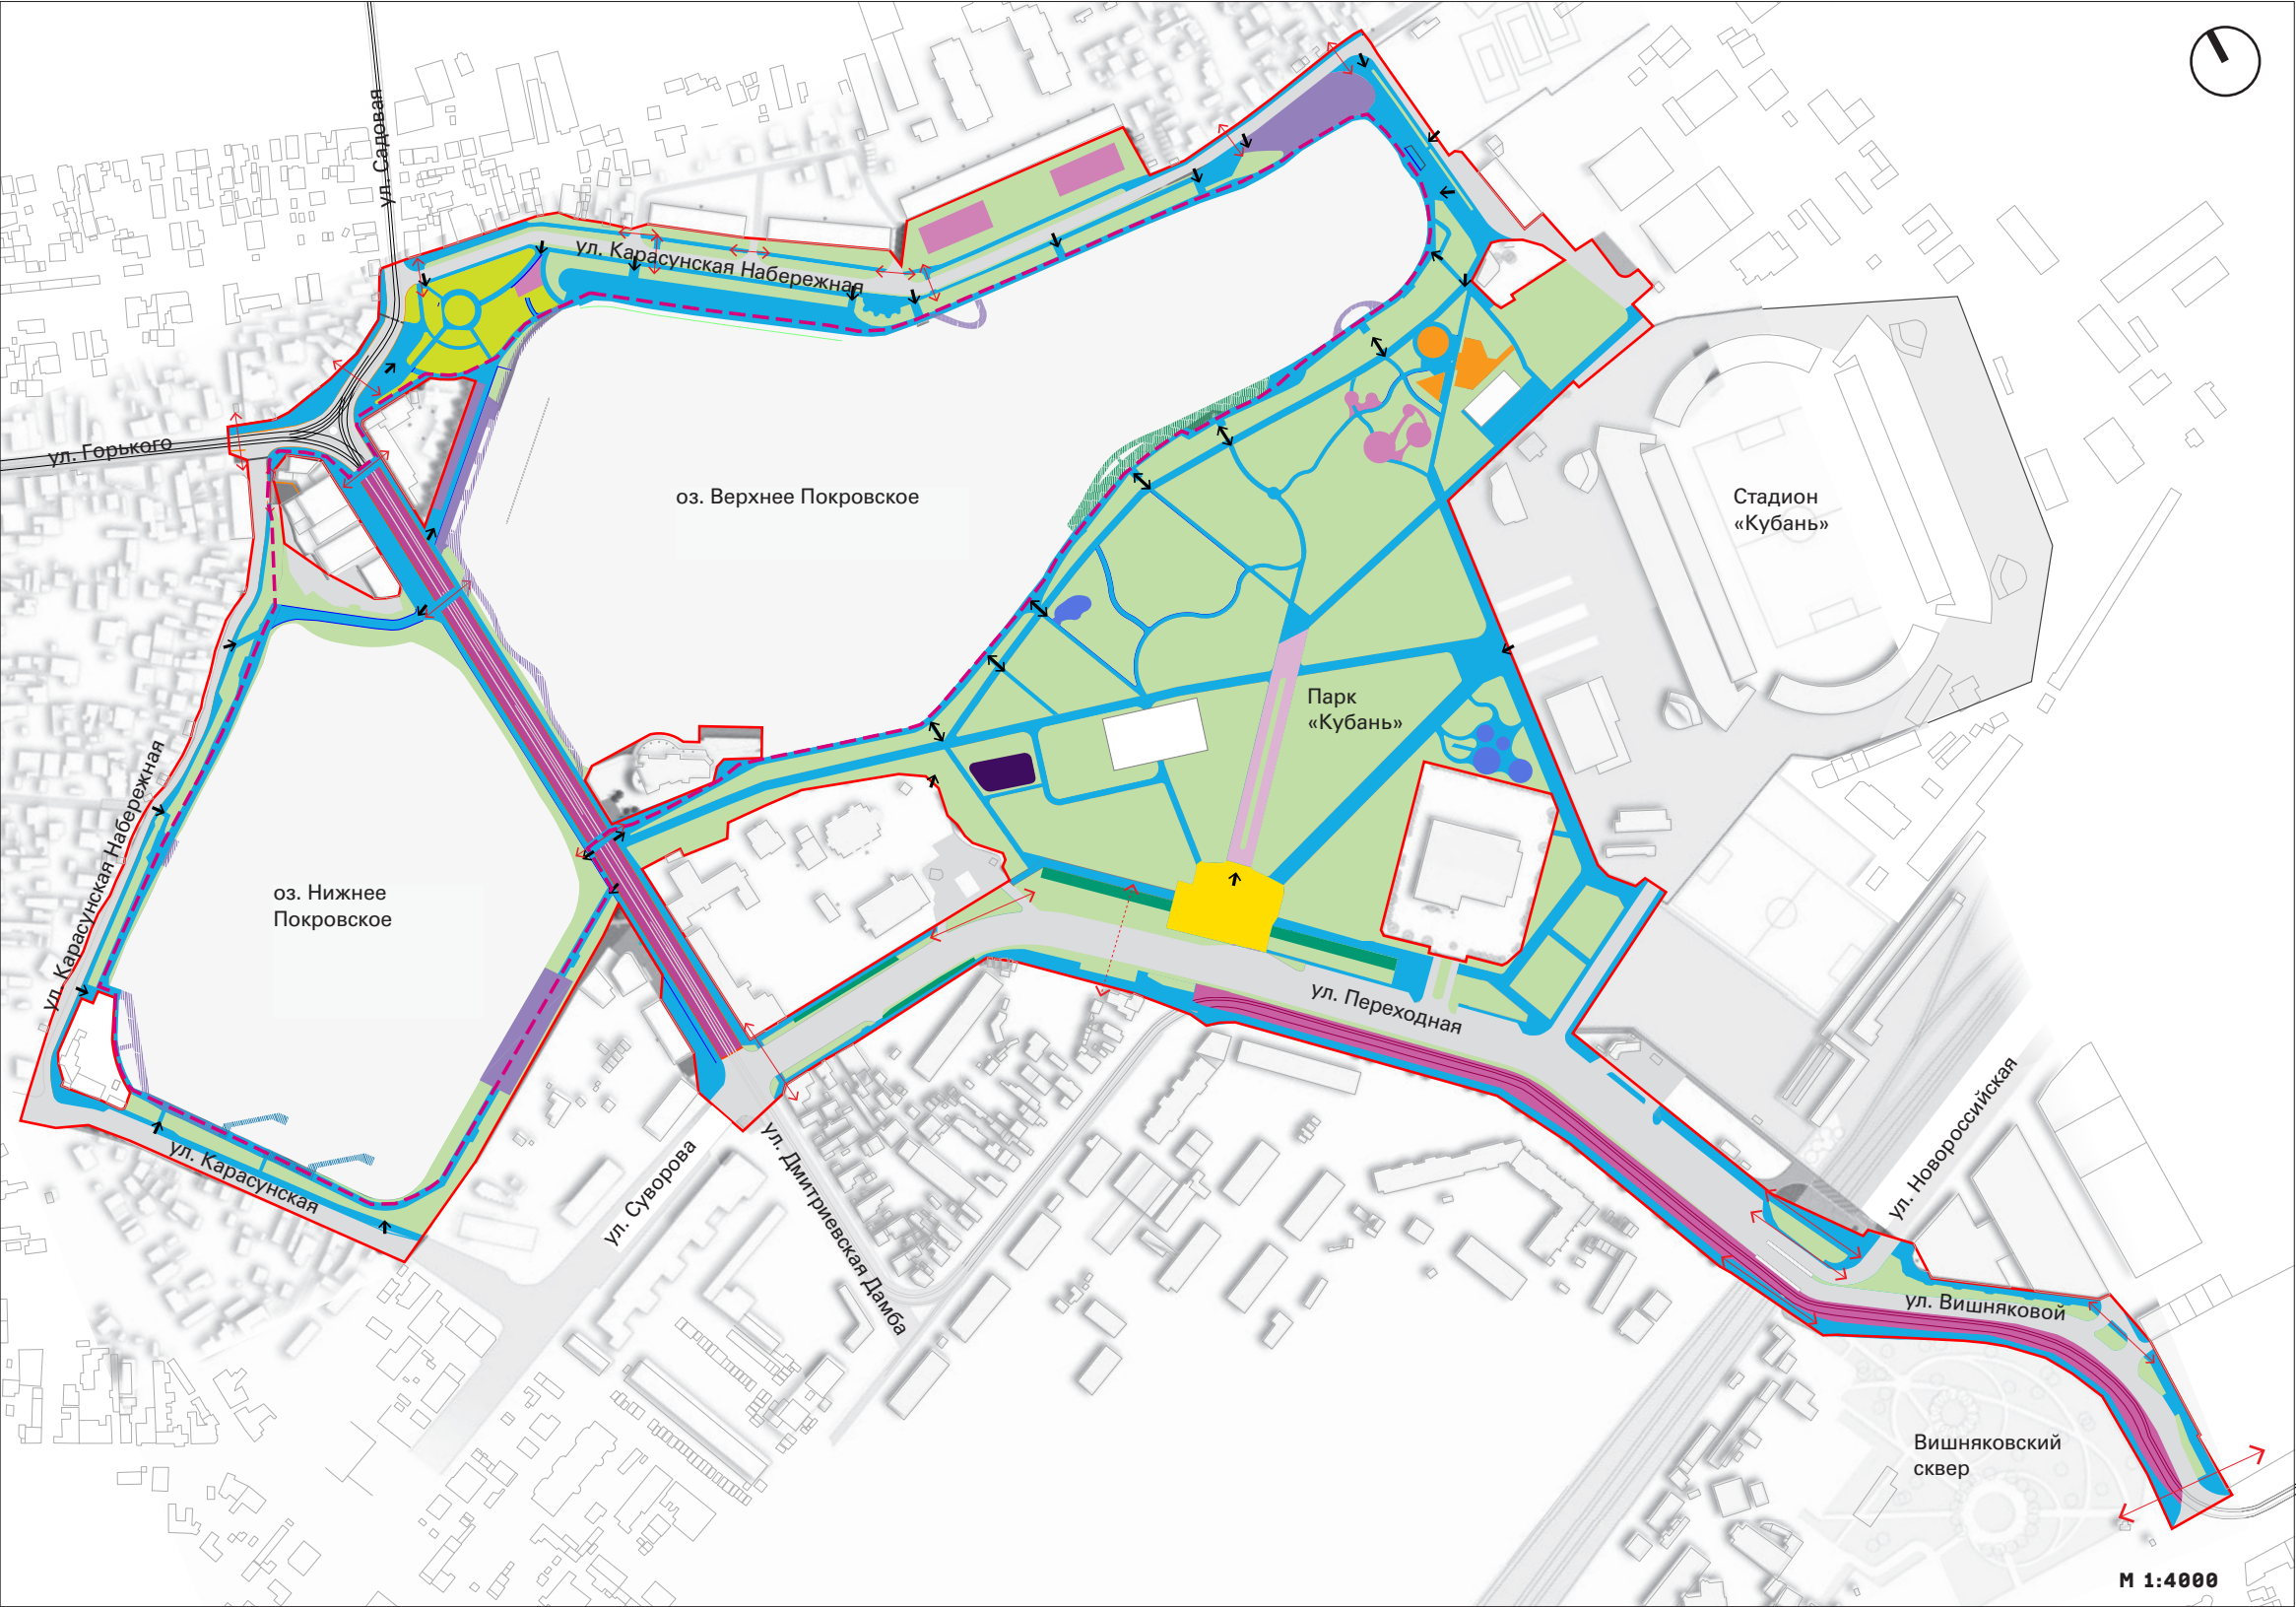 ул. Садовая
ул. Карасунская Набережная
ул. Горького
оз. Верхнее Покровское
Стадион
«Кубань»
Парк
«Кубань»
ул. Карасунская Набережная
оз. Нижнее
Покровское
ул. Переходная
ул. Карасунская
ул. Суворова
ул. Дмитриевская Дамба
ул. Новороссийская
ул. Вишняковой
Вишняковский
сквер
М 1:4000